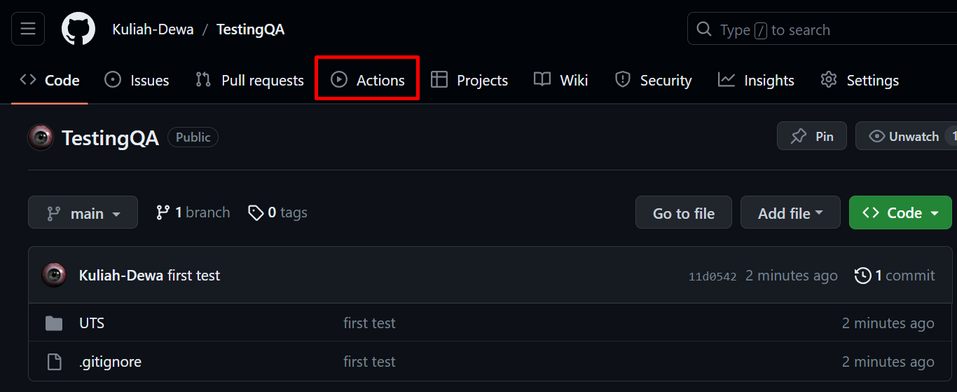 Kuliah-Dewa / TestingQA
Type / to search
Code Issues Pull requests Actions Projects Wiki Security Insights Settings
TestingQA Public
Pin Unwatch 1
main 1 branch 0 tags Go to file Add file Code
Kuliah-Dewa first test 11d0542 2 minutes ago 1 commit
UTS first test 2 minutes ago
.gitignore first test 2 minutes ago